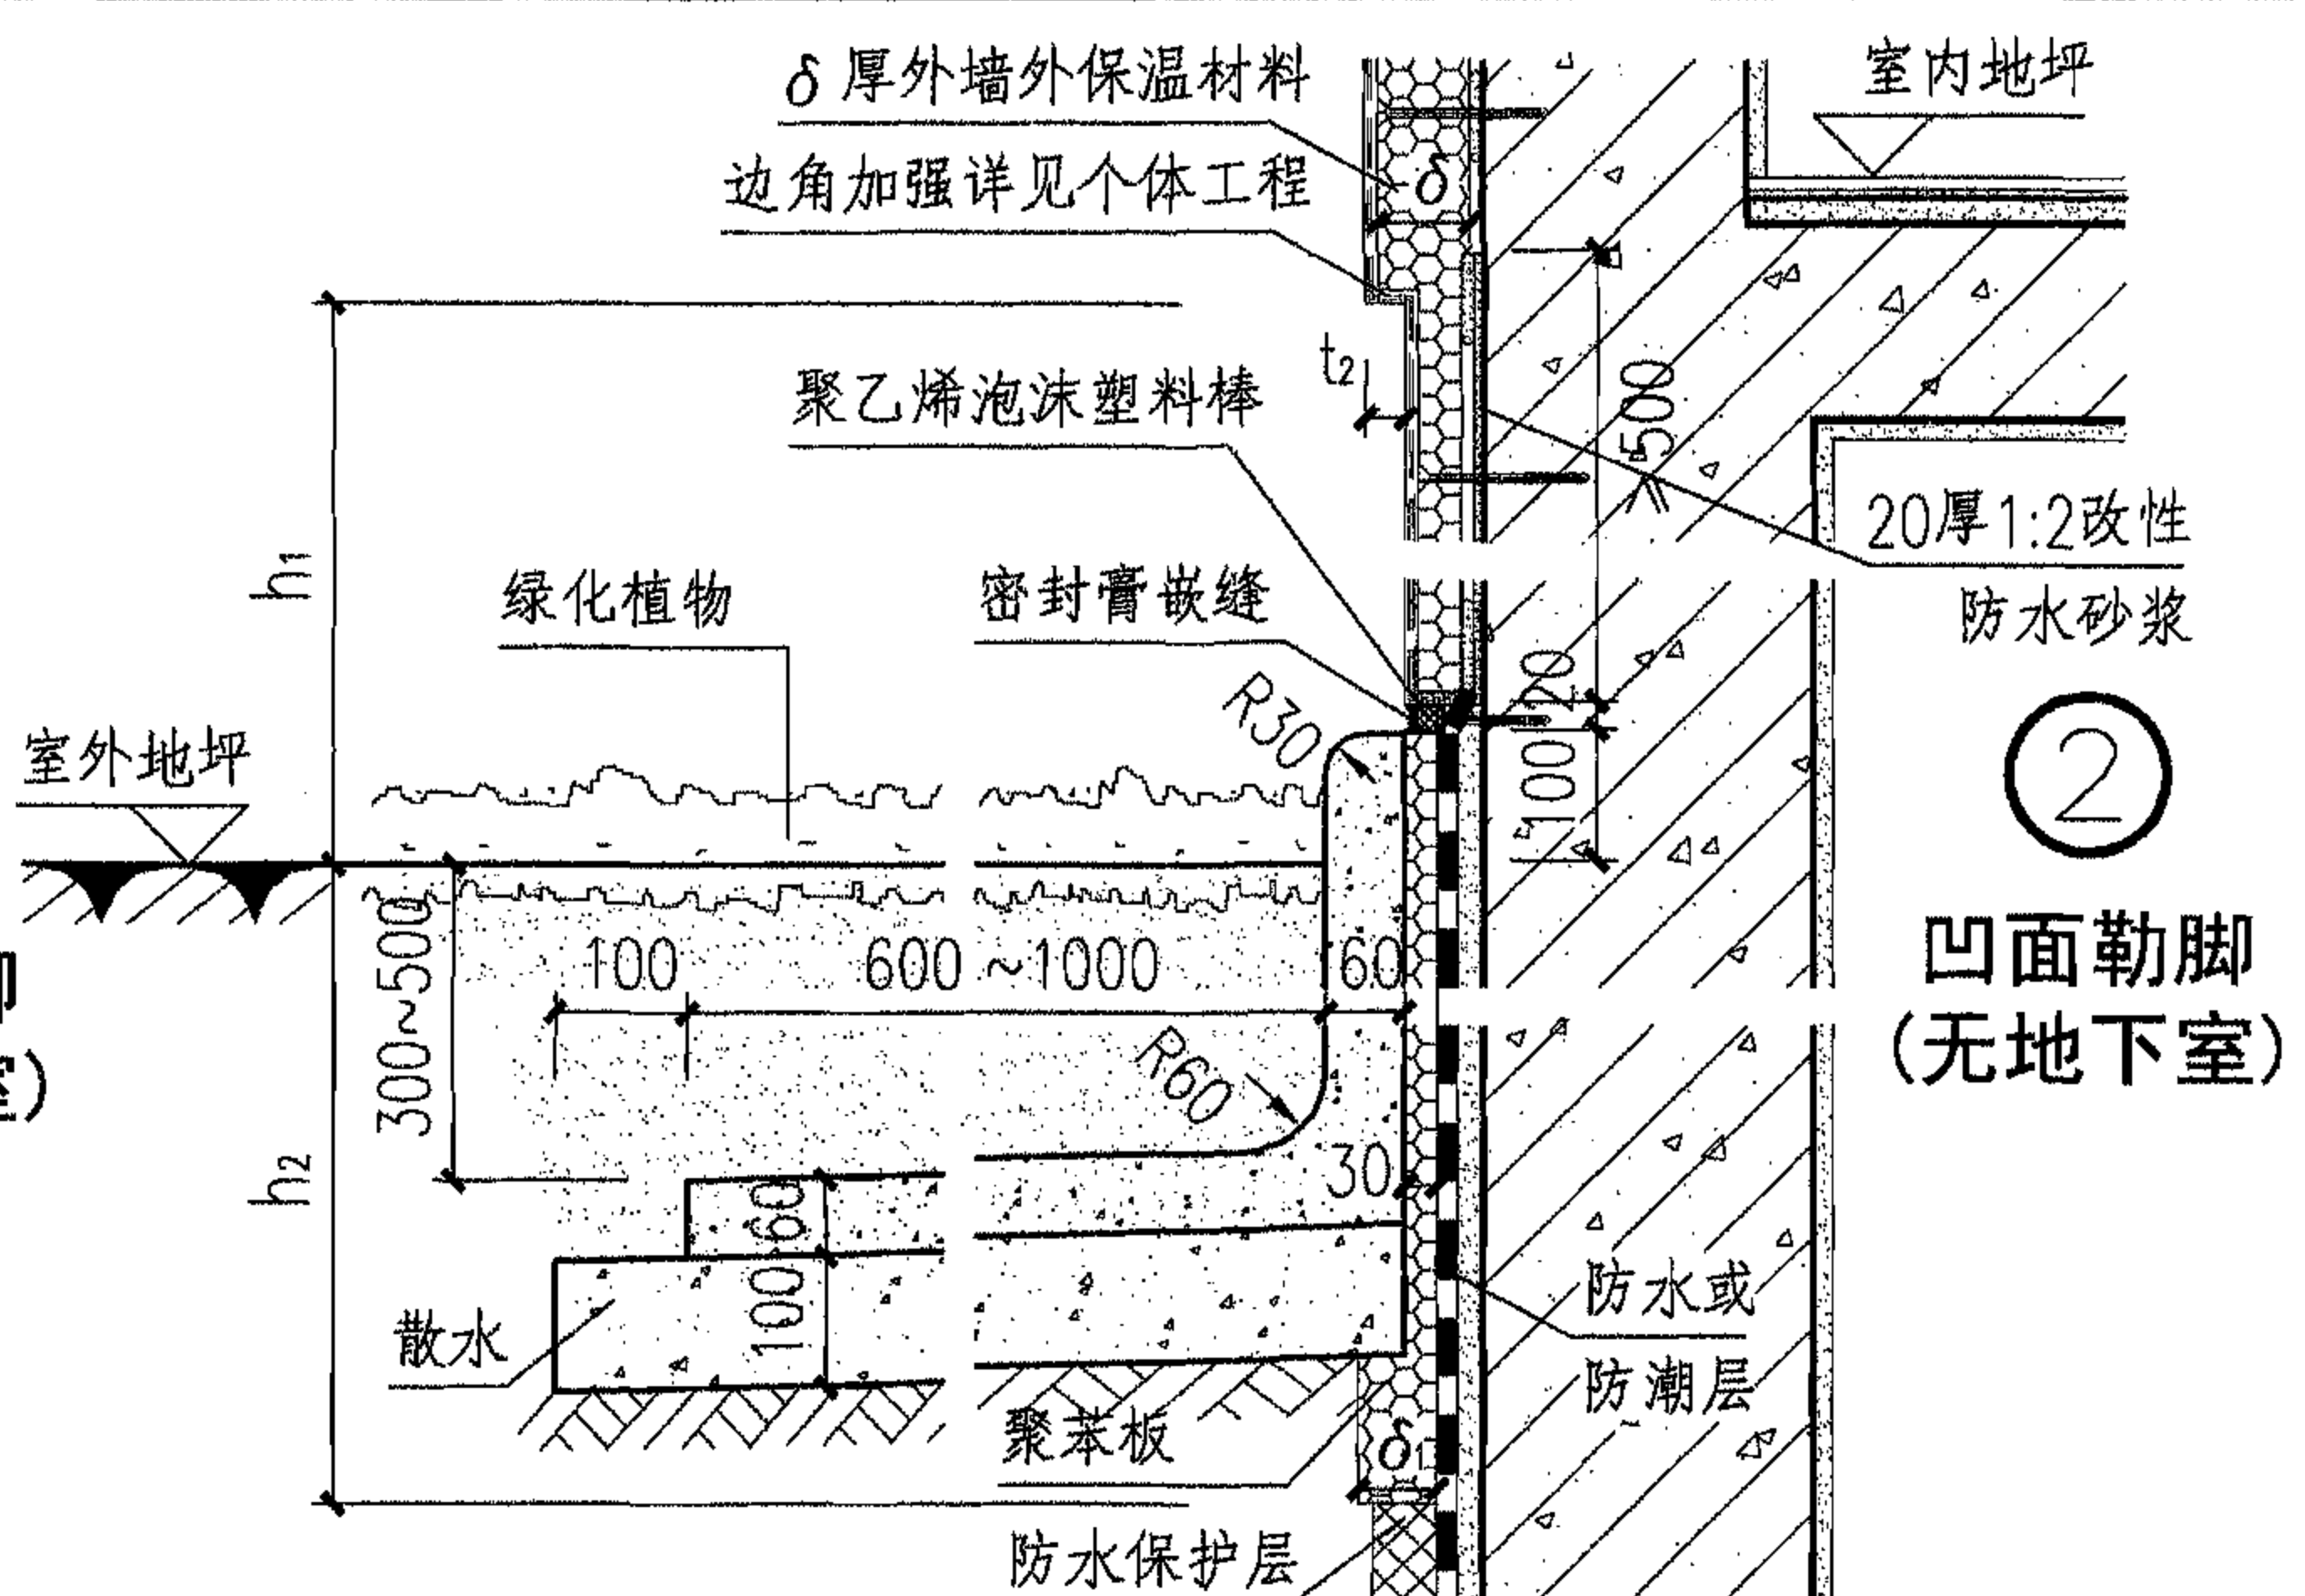 δ厚外墙外保温材料
室内地坪
边角加强详见个体工程
δ
t2
聚乙烯泡沫塑料棒
≥500
20厚1:2改性
防水砂浆
h1
绿化植物
密封膏嵌缝
R30
20
100
室外地坪
2
凹面勒脚
(无地下室)
300~500
100
600~1000
60
R60
h2
30
60
100
散水
防水或
防潮层
聚苯板
δ1
防水保护层